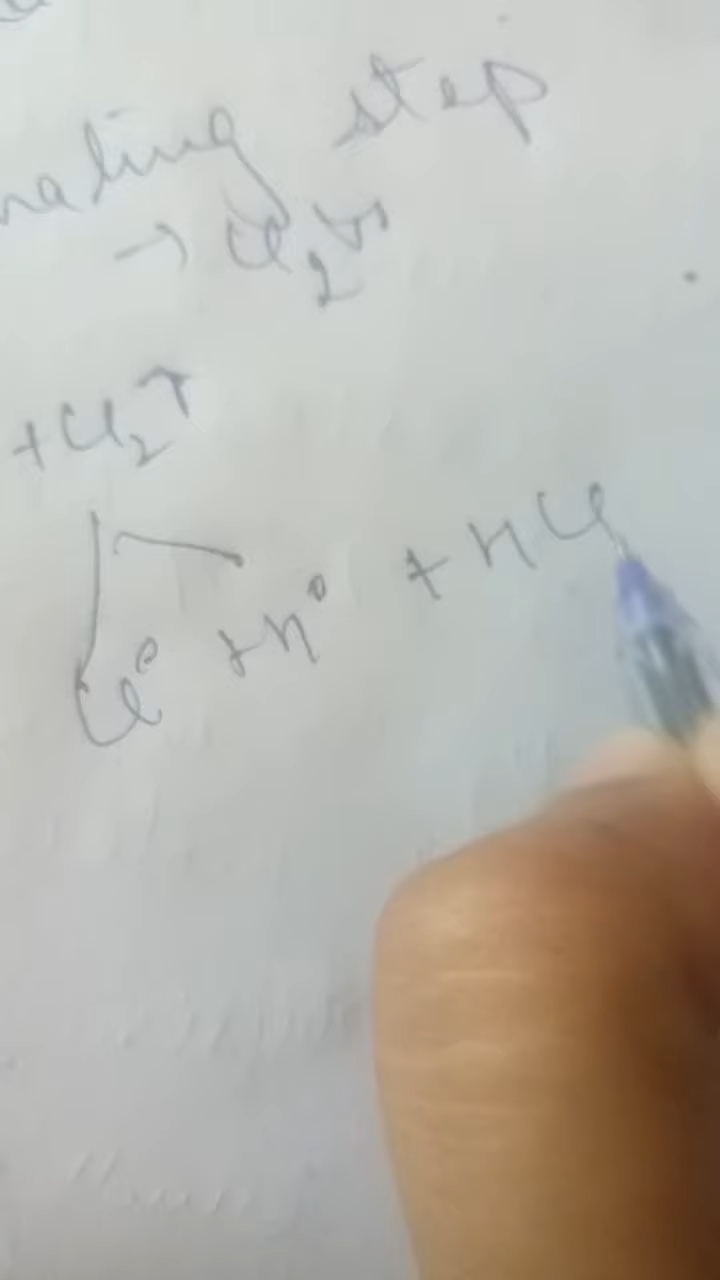 nating step
→ Cl2↑
+Cl2↑
Cl° + H° + HCl